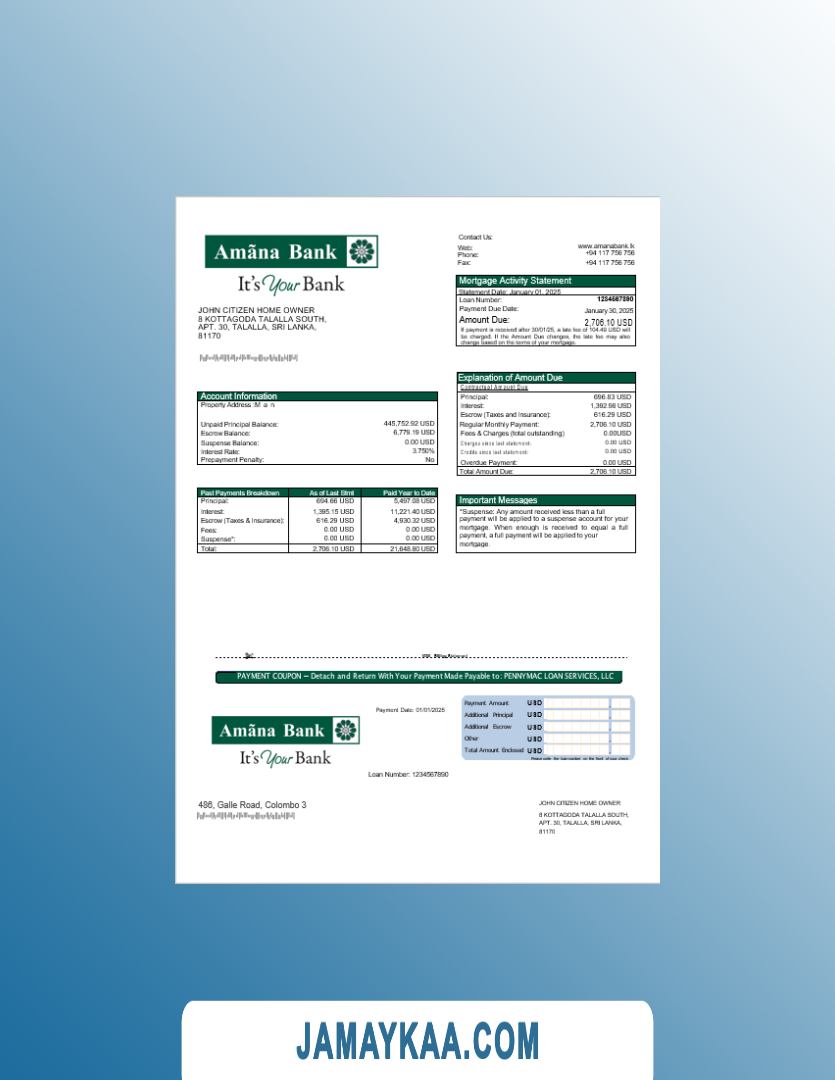 Amãna Bank
It's Your Bank
JOHN CITIZEN HOME OWNER
8 KOTTAGODA TALALLA SOUTH,
APT. 30, TALALLA, SRI LANKA,
81170
Contact Us:
Web: www.amanabank.lk
Phone: +94 117 756 756
Fax: +94 117 756 756
Mortgage Activity Statement
Statement Date: January 01, 2025
Loan Number: 1234567890
Payment Due Date: January 30, 2025
Amount Due: 2,706.10 USD
If payment is received after 30/01/25, a late fee of 104.49 USD will
be charged. If the Amount Due changes, the late fee may also
change based on the terms of your mortgage.
Explanation of Amount Due
Contractual Amount Due
Principal: 696.83 USD
Interest: 1,392.98 USD
Escrow (Taxes and Insurance): 616.29 USD
Regular Monthly Payment: 2,706.10 USD
Fees & Charges (total outstanding) 0.00USD
Charges since last statement: 0.00 USD
Credits since last statement: 0.00 USD
Overdue Payment: 0.00 USD
Total Amount Due: 2,706.10 USD
Account Information
Property Address :M a n
Unpaid Principal Balance: 445,752.92 USD
Escrow Balance: 6,779.19 USD
Suspense Balance: 0.00 USD
Interest Rate: 3.750%
Prepayment Penalty: No
Past Payments Breakdown As of Last Stmt Paid Year to Date
Principal: 694.66 USD 5,497.08 USD
Interest: 1,395.15 USD 11,221.40 USD
Escrow (Taxes & Insurance): 616.29 USD 4,930.32 USD
Fees: 0.00 USD 0.00 USD
Suspense*: 0.00 USD 0.00 USD
Total: 2,706.10 USD 21,648.80 USD
Important Messages
*Suspense: Any amount received less than a full
payment will be applied to a suspense account for your
mortgage. When enough is received to equal a full
payment, a full payment will be applied to your
mortgage.
PAYMENT COUPON – Detach and Return With Your Payment Made Payable to: PENNYMAC LOAN SERVICES, LLC
Amãna Bank
It's Your Bank
Payment Date: 01/01/2025
Loan Number: 1234567890
Payment Amount USD
Additional Principal USD
Additional Escrow USD
Other USD
Total Amount Enclosed USD
Please write the loan number on the front of your check
486, Galle Road, Colombo 3
JOHN CITIZEN HOME OWNER
8 KOTTAGODA TALALLA SOUTH,
APT. 30, TALALLA, SRI LANKA,
81170
JAMAYKAA.COM